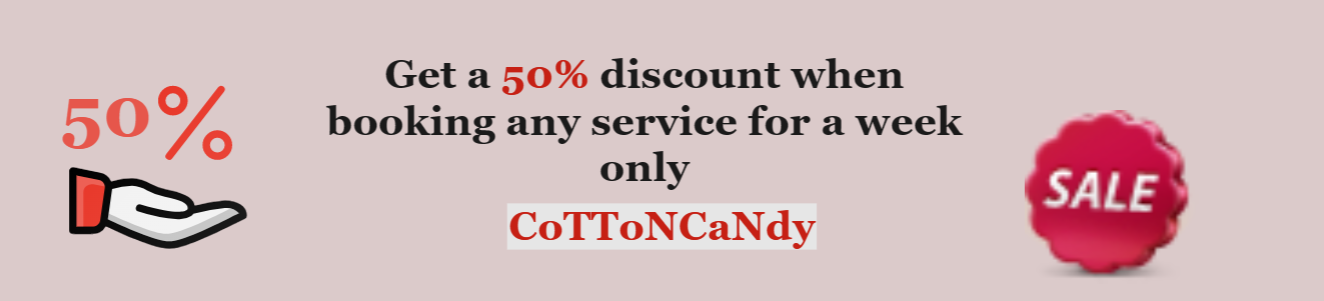 50%
Get a 50% discount when
booking any service for a week
only
CoTToNCaNdy
SALE